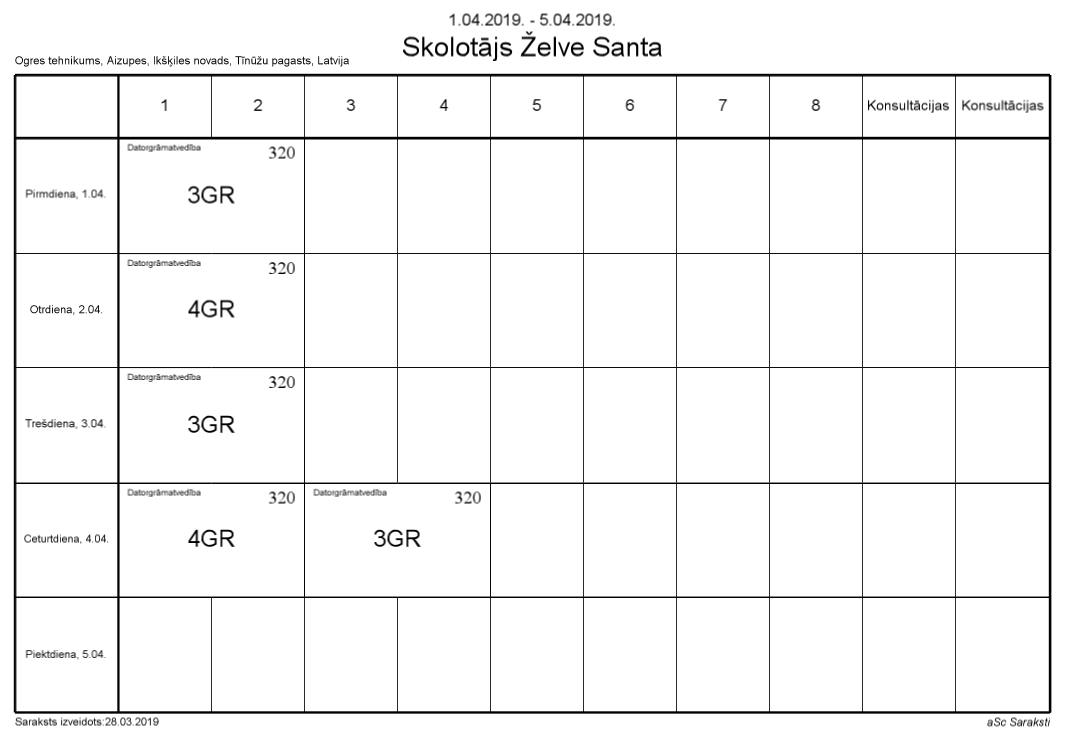 1.04.2019. - 5.04.2019.
Skolotājs Želve Santa
Ogres tehnikums, Aizupes, Ikšķiles novads, Tīnūžu pagasts, Latvija
1 2 3 4 5 6 7 8 Konsultācijas Konsultācijas
Datorgrāmatvedība 320
Pirmdiena, 1.04. 3GR
Datorgrāmatvedība 320
Otrdiena, 2.04. 4GR
Datorgrāmatvedība 320
Trešdiena, 3.04. 3GR
Datorgrāmatvedība 320 Datorgrāmatvedība 320
Ceturtdiena, 4.04. 4GR 3GR
Piektdiena, 5.04.
Saraksts izveidots:28.03.2019 aSc Saraksti